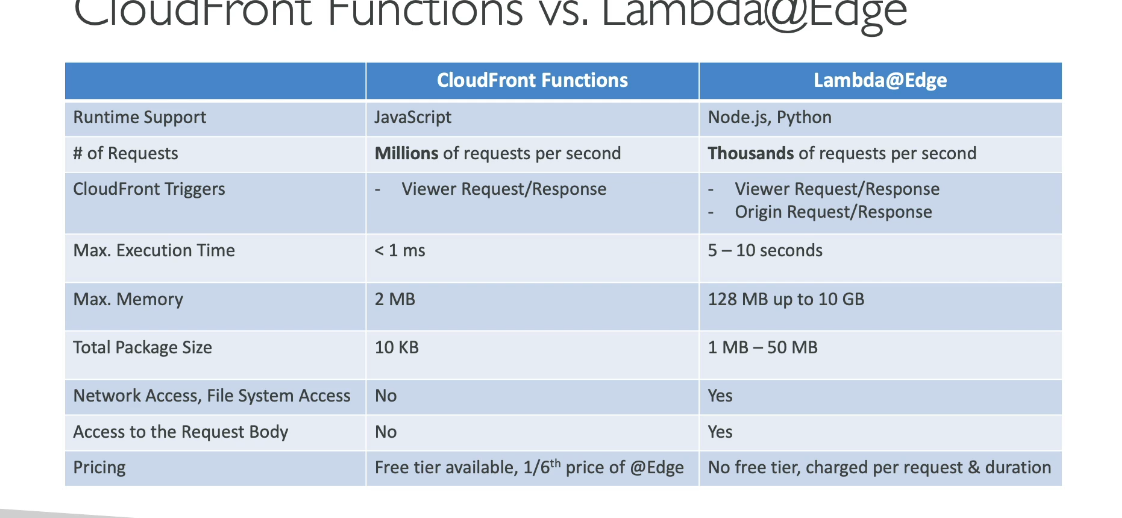 CloudFront Functions vs. Lambda@Edge
CloudFront Functions Lambda@Edge
Runtime Support JavaScript Node.js, Python
# of Requests Millions of requests per second Thousands of requests per second
CloudFront Triggers - Viewer Request/Response - Viewer Request/Response
- Origin Request/Response
Max. Execution Time < 1 ms 5 – 10 seconds
Max. Memory 2 MB 128 MB up to 10 GB
Total Package Size 10 KB 1 MB – 50 MB
Network Access, File System Access No Yes
Access to the Request Body No Yes
Pricing Free tier available, 1/6th price of @Edge No free tier, charged per request & duration